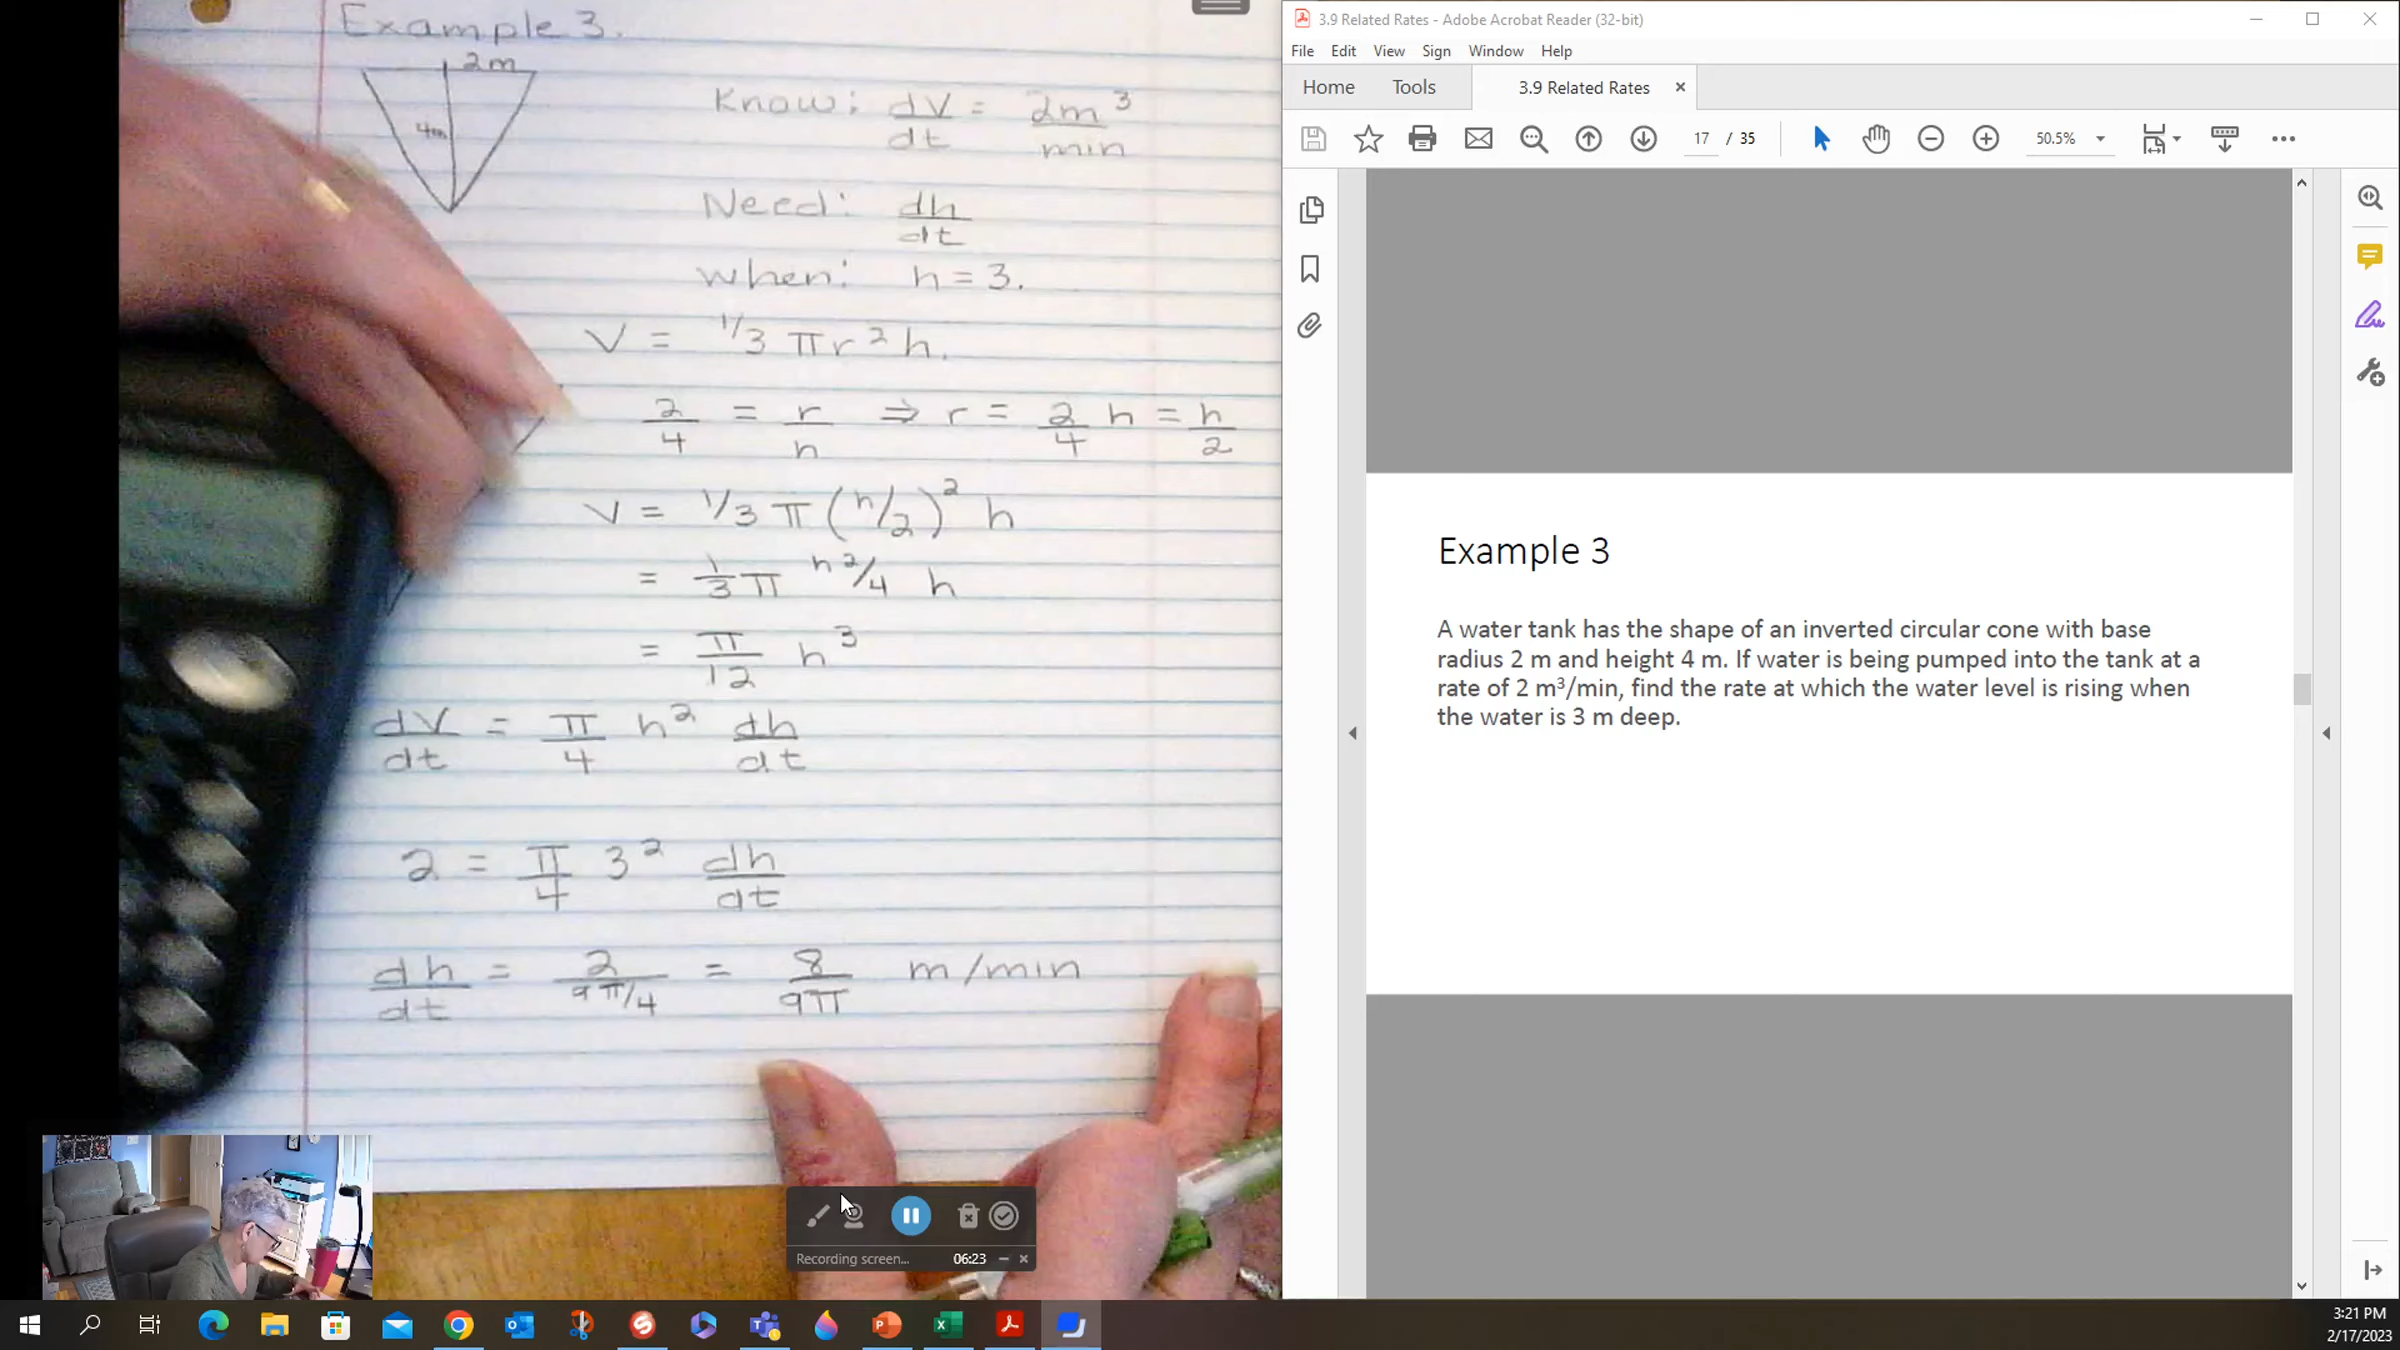 Example 3.
2m
4m
Know: dV/dt = 2m³/min
Need: dh/dt
when: h = 3.
V = 1/3 πr²h.
2/4 = r/h ⇒ r = 2/4 h = h/2
V = 1/3 π (h/2)² h
= 1/3 π h²/4 h
= π/12 h³
dV/dt = π/4 h² dh/dt
2 = π/4 3² dh/dt
dh/dt = 2/(9π/4) = 8/9π m/min
Recording screen...
06:23
3.9 Related Rates - Adobe Acrobat Reader (32-bit)
File Edit View Sign Window Help
Home Tools 3.9 Related Rates ×
17 / 35
50.5%
Example 3
A water tank has the shape of an inverted circular cone with base
radius 2 m and height 4 m. If water is being pumped into the tank at a
rate of 2 m³/min, find the rate at which the water level is rising when
the water is 3 m deep.
3:21 PM
2/17/2023